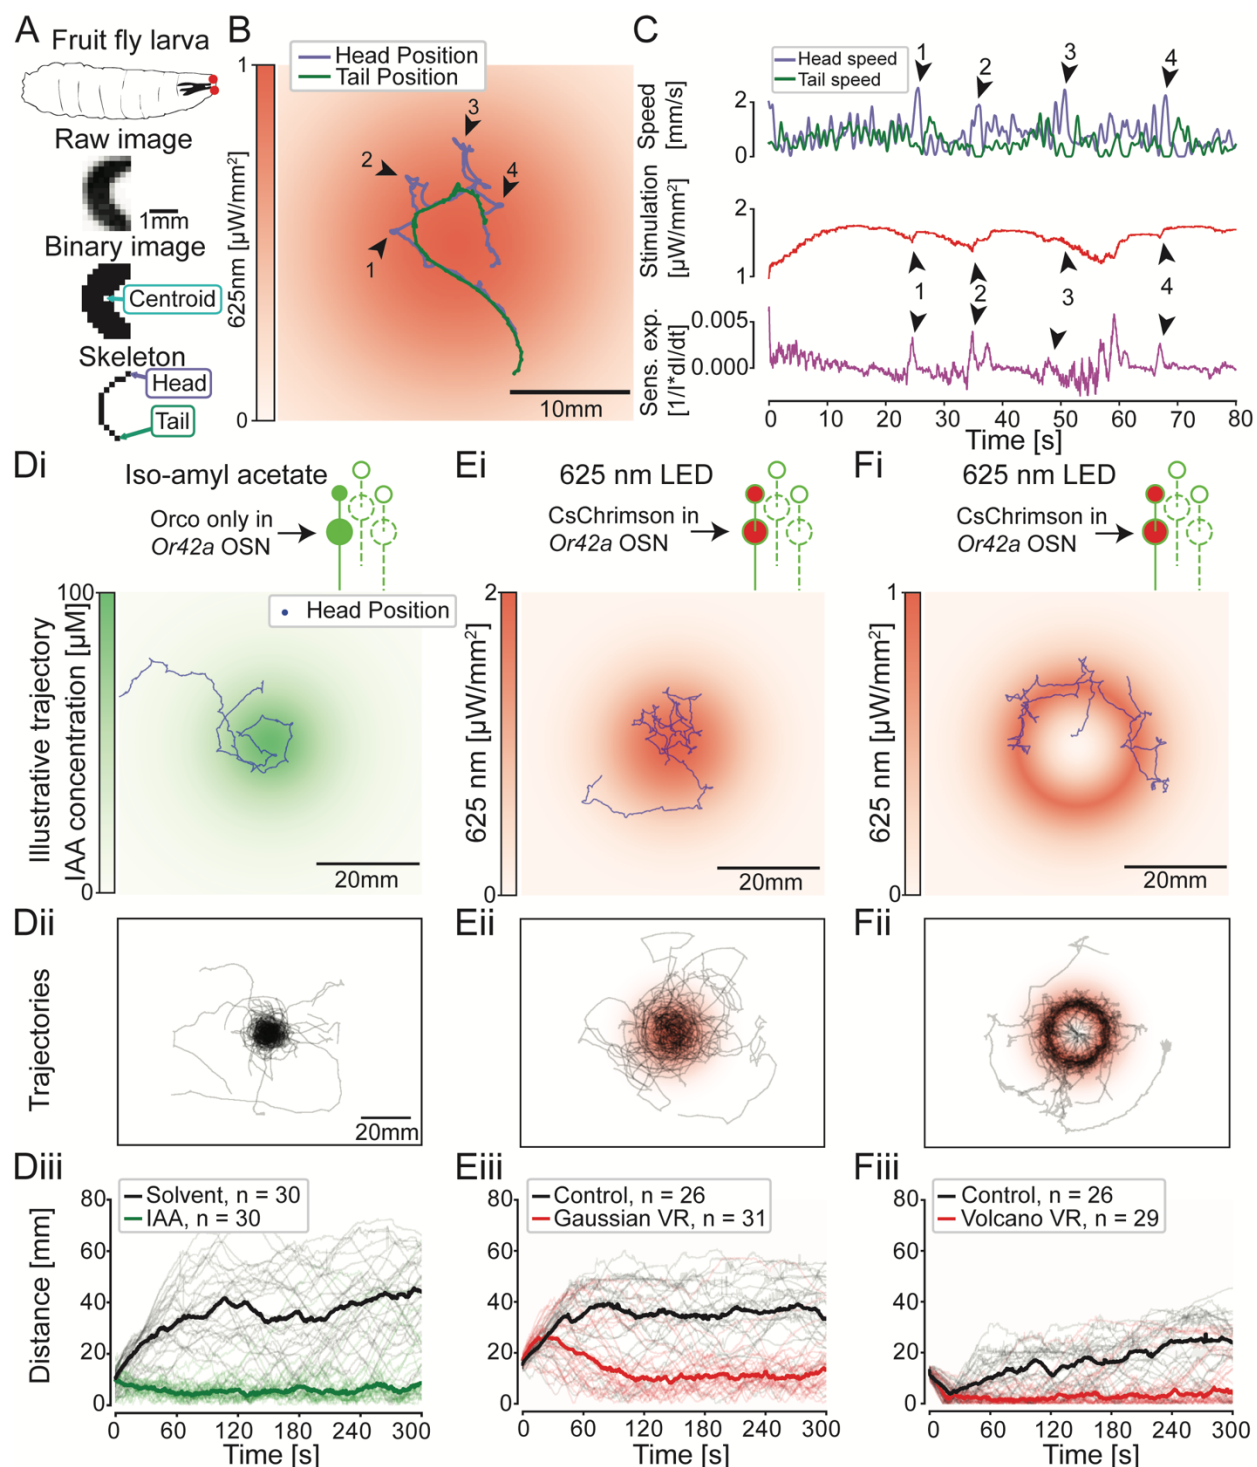 A
Fruit fly larva
Raw image
1mm
Binary image
Centroid
Skeleton
Head
Tail
B
Head Position
Tail Position
1
625nm [µW/mm²]
0
1
2
3
4
10mm
C
Head speed
Tail speed
1
2
3
4
Speed
[mm/s]
2
0
Stimulation
[µW/mm²]
2
1
1
2
3
4
Sens. exp.
[1/I*dI/dt]
0.005
0.000
0
10
20
30
40
50
60
70
80
Time [s]
Di
Iso-amyl acetate
Orco only in
Or42a OSN
Illustrative trajectory
IAA concentration [µM]
100
0
Head Position
20mm
Ei
625 nm LED
CsChrimson in
Or42a OSN
625 nm [µW/mm²]
2
0
20mm
Fi
625 nm LED
CsChrimson in
Or42a OSN
625 nm [µW/mm²]
1
0
20mm
Dii
Trajectories
20mm
Eii
Fii
Diii
Solvent, n = 30
IAA, n = 30
Distance [mm]
80
60
40
20
0
0
60
120
180
240
300
Time [s]
Eiii
Control, n = 26
Gaussian VR, n = 31
80
60
40
20
0
0
60
120
180
240
300
Time [s]
Fiii
Control, n = 26
Volcano VR, n = 29
80
60
40
20
0
0
60
120
180
240
300
Time [s]